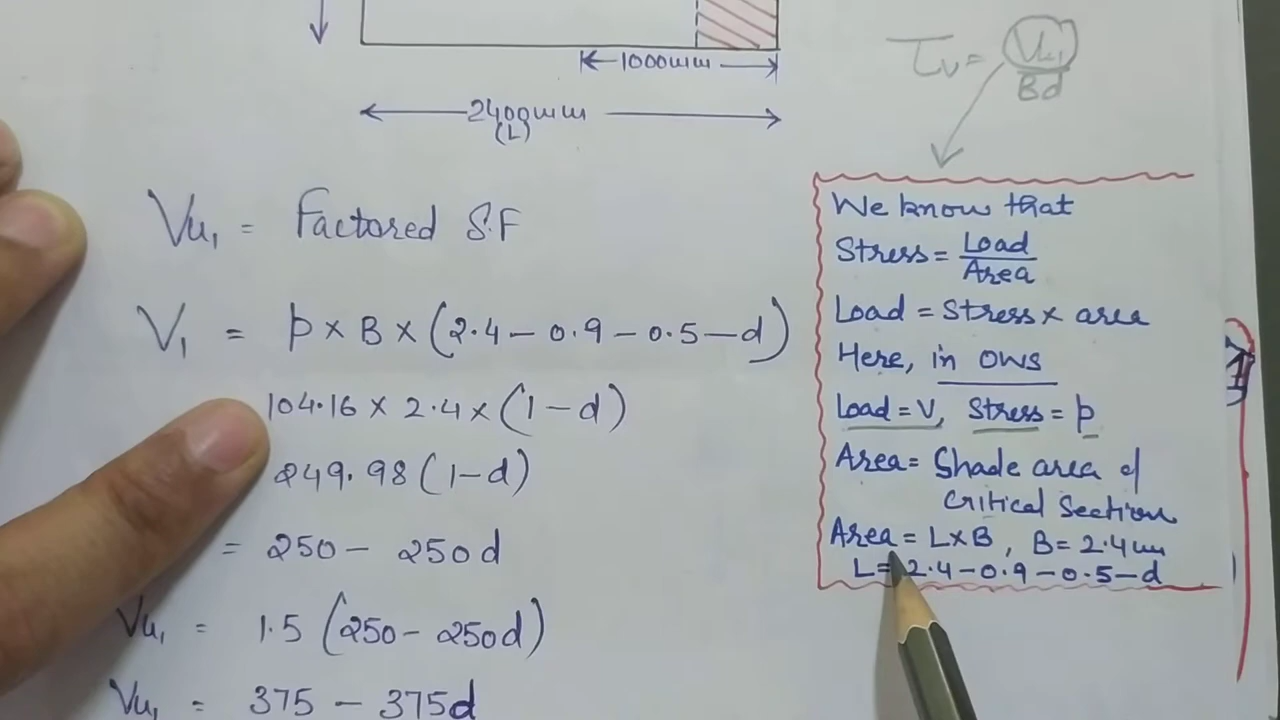 1000mm
2400mm
(L)
τv = Vu1/Bd
Vu1 = Factored S.F
V1 = p × B × (2.4 - 0.9 - 0.5 - d)
104.16 × 2.4 × (1 - d)
249.98 (1 - d)
= 250 - 250d
Vu1 = 1.5 (250 - 250d)
Vu1 = 375 - 375d
We know that
Stress = Load/Area
Load = Stress × area
Here, in OWS
Load = V, Stress = p
Area = Shade area of
Critical Section
Area = L×B, B = 2.4m
L = 2.4 - 0.9 - 0.5 - d